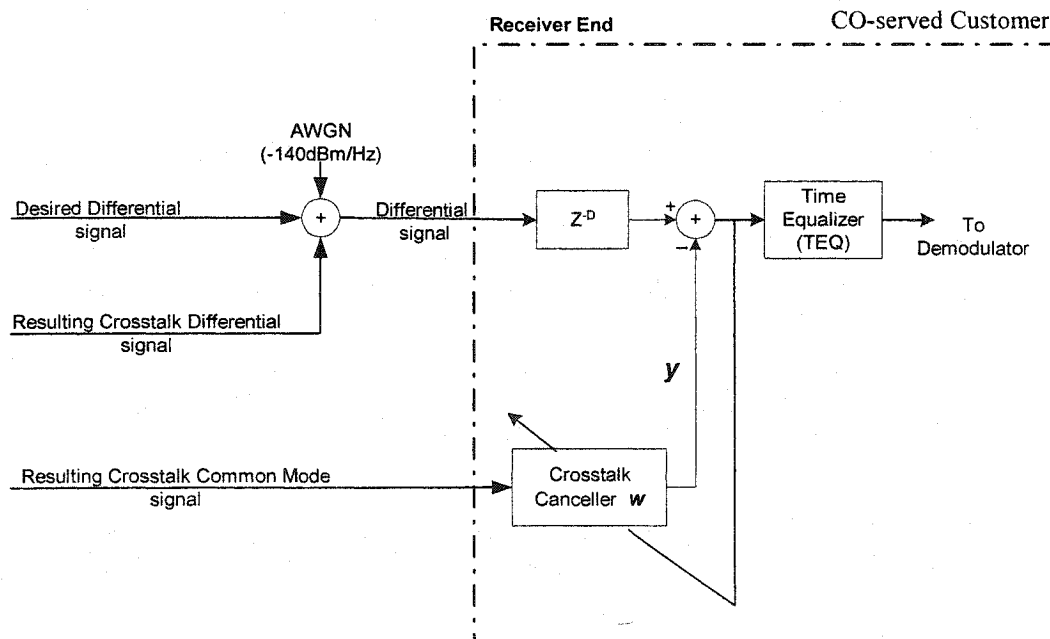 Receiver End
CO-served Customer
AWGN
(-140dBm/Hz)
Desired Differential
signal
+
Differential
signal
Z-D
+
+
−
Time
Equalizer
(TEQ)
To
Demodulator
Resulting Crosstalk Differential
signal
y
Resulting Crosstalk Common Mode
signal
Crosstalk
Canceller w